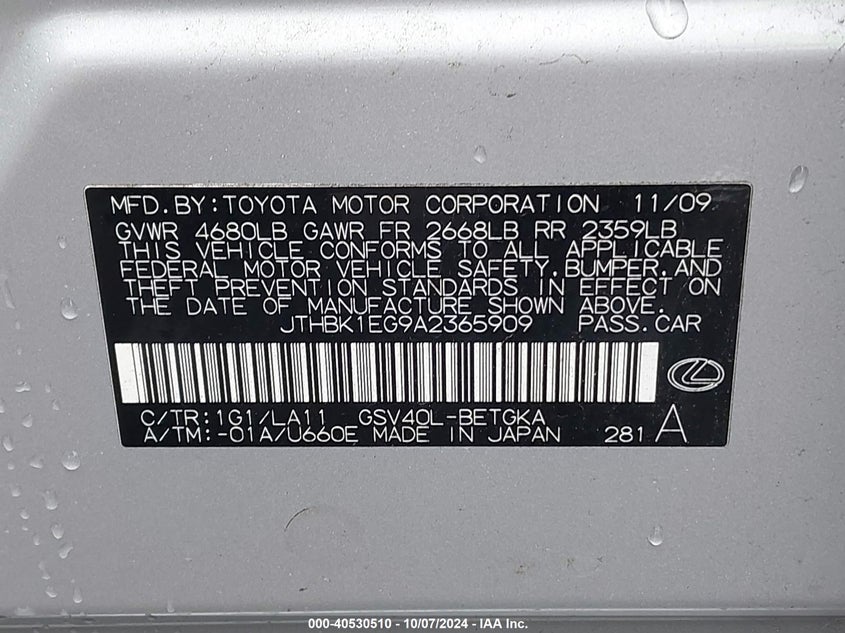 MFD.BY:TOYOTA MOTOR CORPORATION 11/09
GVWR 4680LB GAWR FR 2668LB RR 2359LB
THIS VEHICLE CONFORMS TO ALL APPLICABLE
FEDERAL MOTOR VEHICLE SAFETY,BUMPER,AND
THEFT PREVENTION STANDARDS IN EFFECT ON
THE DATE OF MANUFACTURE SHOWN ABOVE.
JTHBK1EG9A2365909 PASS.CAR
C/TR:1G1/LA11 GSV40L-BETGKA
A/TM:-01A/U660E MADE IN JAPAN 281 A
000-40530510 - 10/07/2024 - IAA Inc.